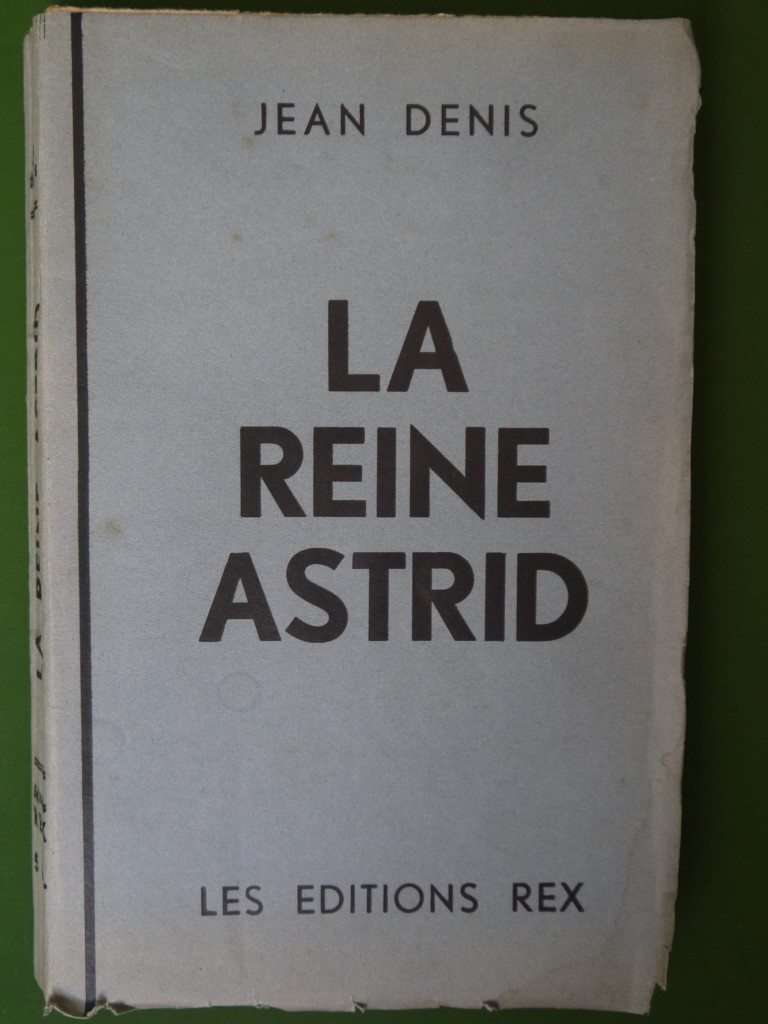 JEAN DENIS
LA
REINE
ASTRID
LES EDITIONS REX